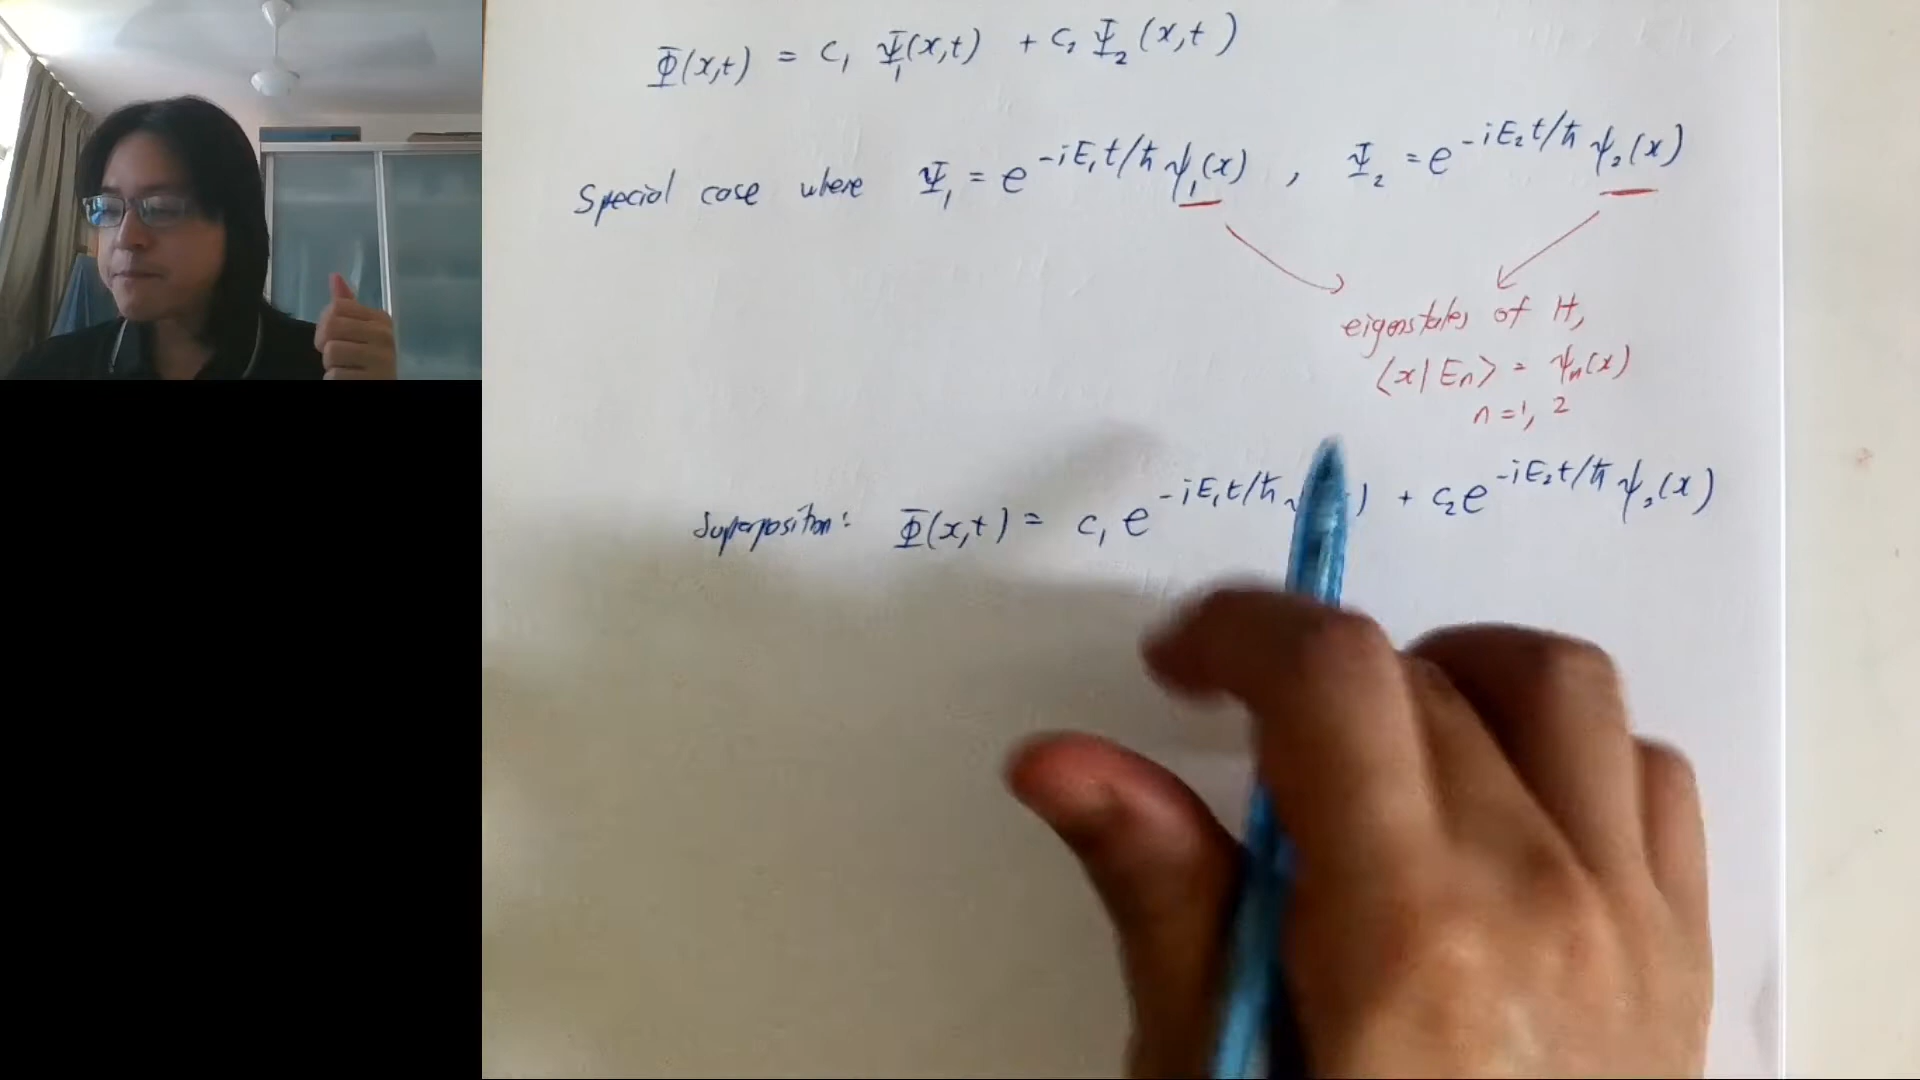 Φ(x,t) = c₁ Ψ₁(x,t) + c₂ Ψ₂(x,t)
Special case where Ψ₁ = e^{-iE₁t/ħ} ψ₁(x) , Ψ₂ = e^{-iE₂t/ħ} ψ₂(x)
eigenstates of H,
⟨x|Eₙ⟩ = ψₙ(x)
n = 1, 2
Superposition: Φ(x,t) = c₁ e^{-iE₁t/ħ} ) + c₂ e^{-iE₂t/ħ} ψ₂(x)